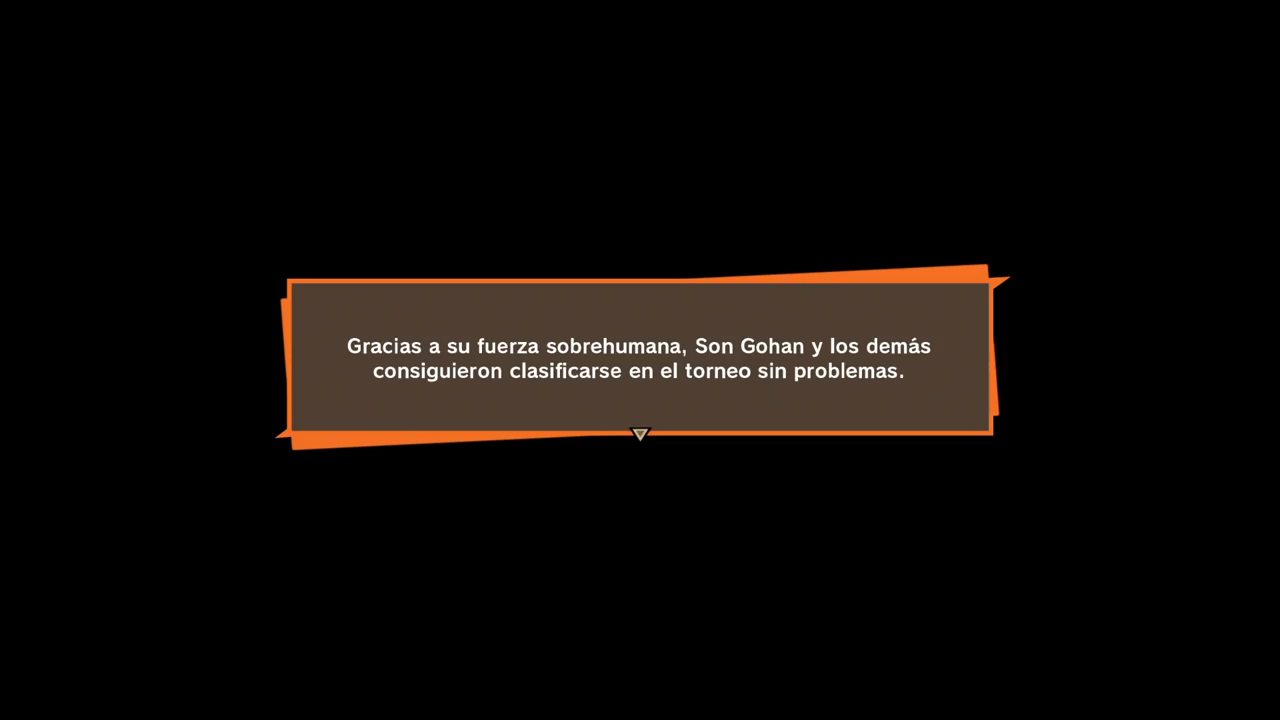 Gracias a su fuerza sobrehumana, Son Gohan y los demás
consiguieron clasificarse en el torneo sin problemas.